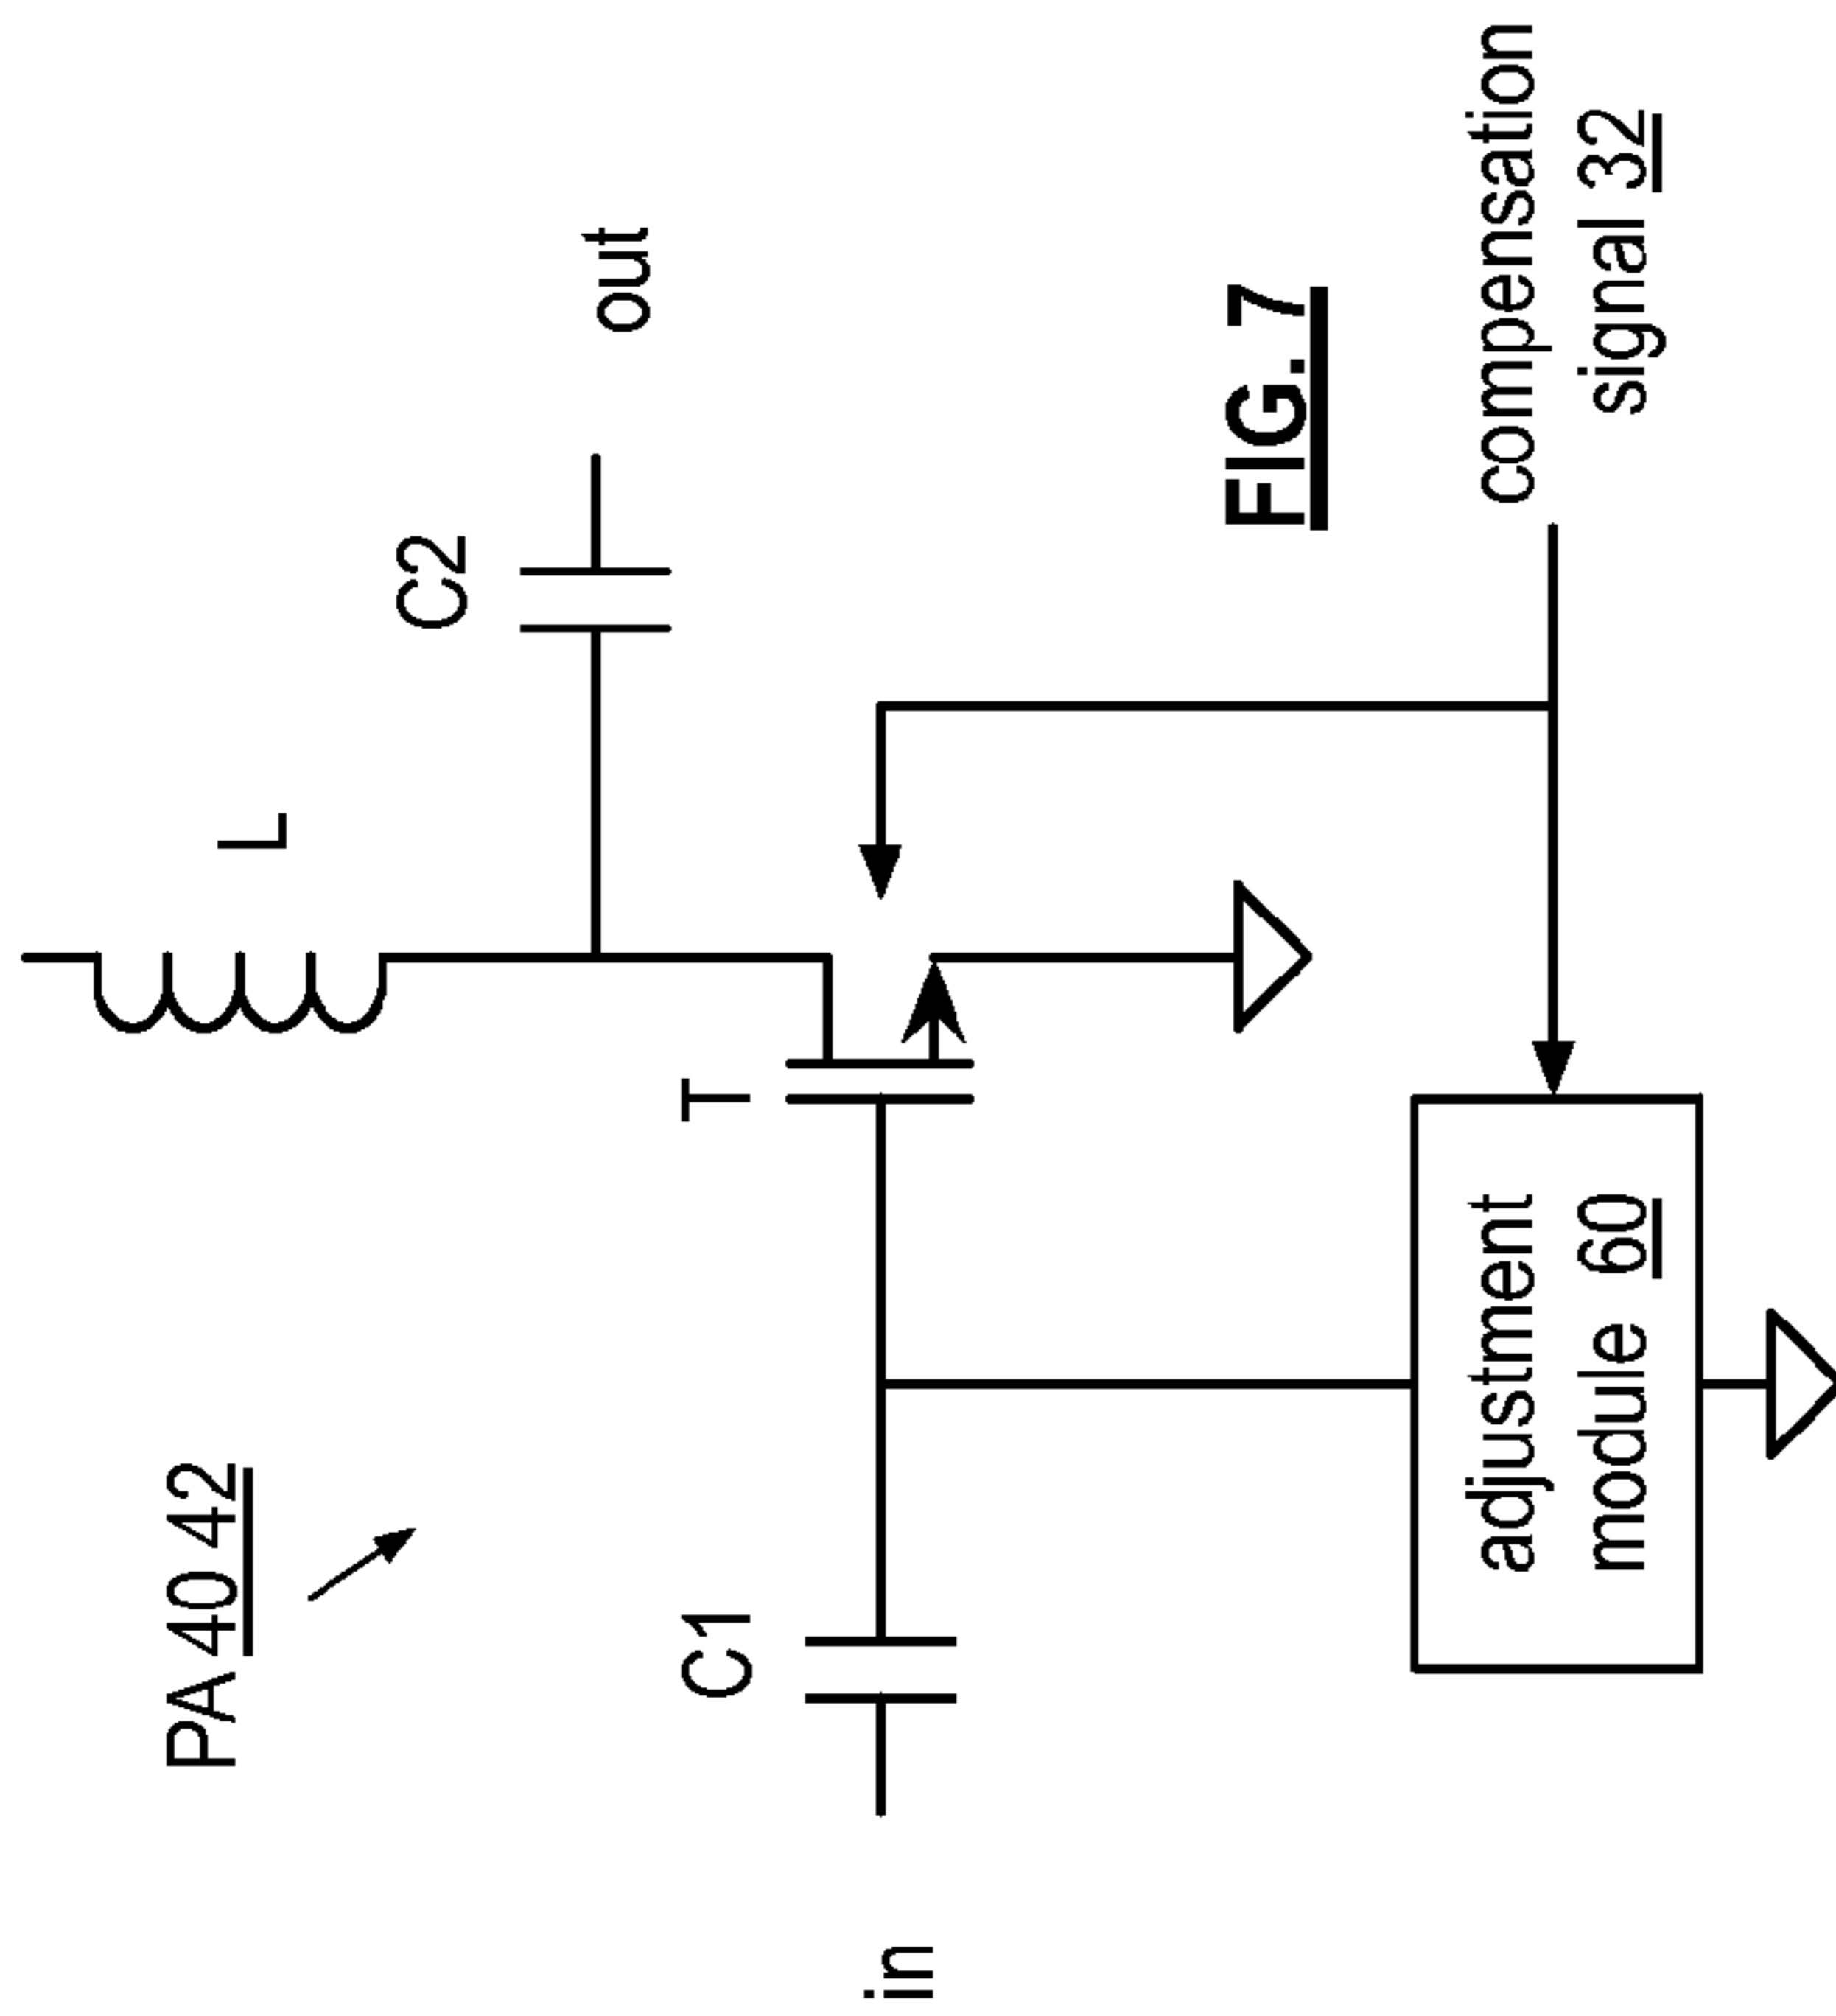 PA 40 42
L
C2
out
T
C1
in
FIG. 7
adjustment
module 60
compensation
signal 32